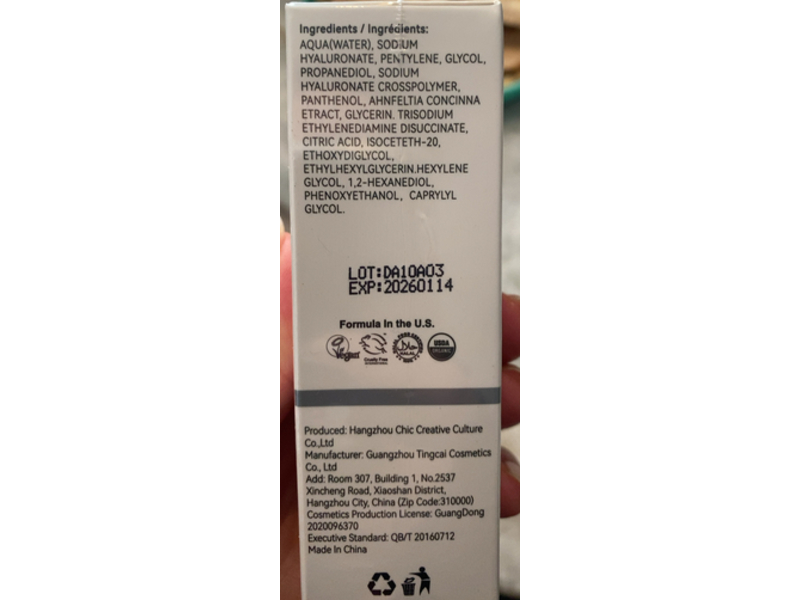 Ingredients / Ingrédients:
AQUA(WATER), SODIUM
HYALURONATE, PENTYLENE, GLYCOL,
PROPANEDIOL, SODIUM
HYALURONATE CROSSPOLYMER,
PANTHENOL, AHNFELTIA CONCINNA
ETRACT, GLYCERIN. TRISODIUM
ETHYLENEDIAMINE DISUCCINATE,
CITRIC ACID, ISOCETETH-20,
ETHOXYDIGLYCOL,
ETHYLHEXYLGLYCERIN.HEXYLENE
GLYCOL, 1,2-HEXANEDIOL,
PHENOXYETHANOL, CAPRYLYL
GLYCOL.
LOT:DA10A03
EXP:20260114
Formula In the U.S.
Vegan
Cruelty Free
HALAL
USDA
ORGANIC
Produced: Hangzhou Chic Creative Culture
Co.,Ltd
Manufacturer: Guangzhou Tingcai Cosmetics
Co., Ltd
Add: Room 307, Building 1, No.2537
Xincheng Road, Xiaoshan District,
Hangzhou City, China (Zip Code:310000)
Cosmetics Production License: GuangDong
2020096370
Executive Standard: QB/T 20160712
Made In China